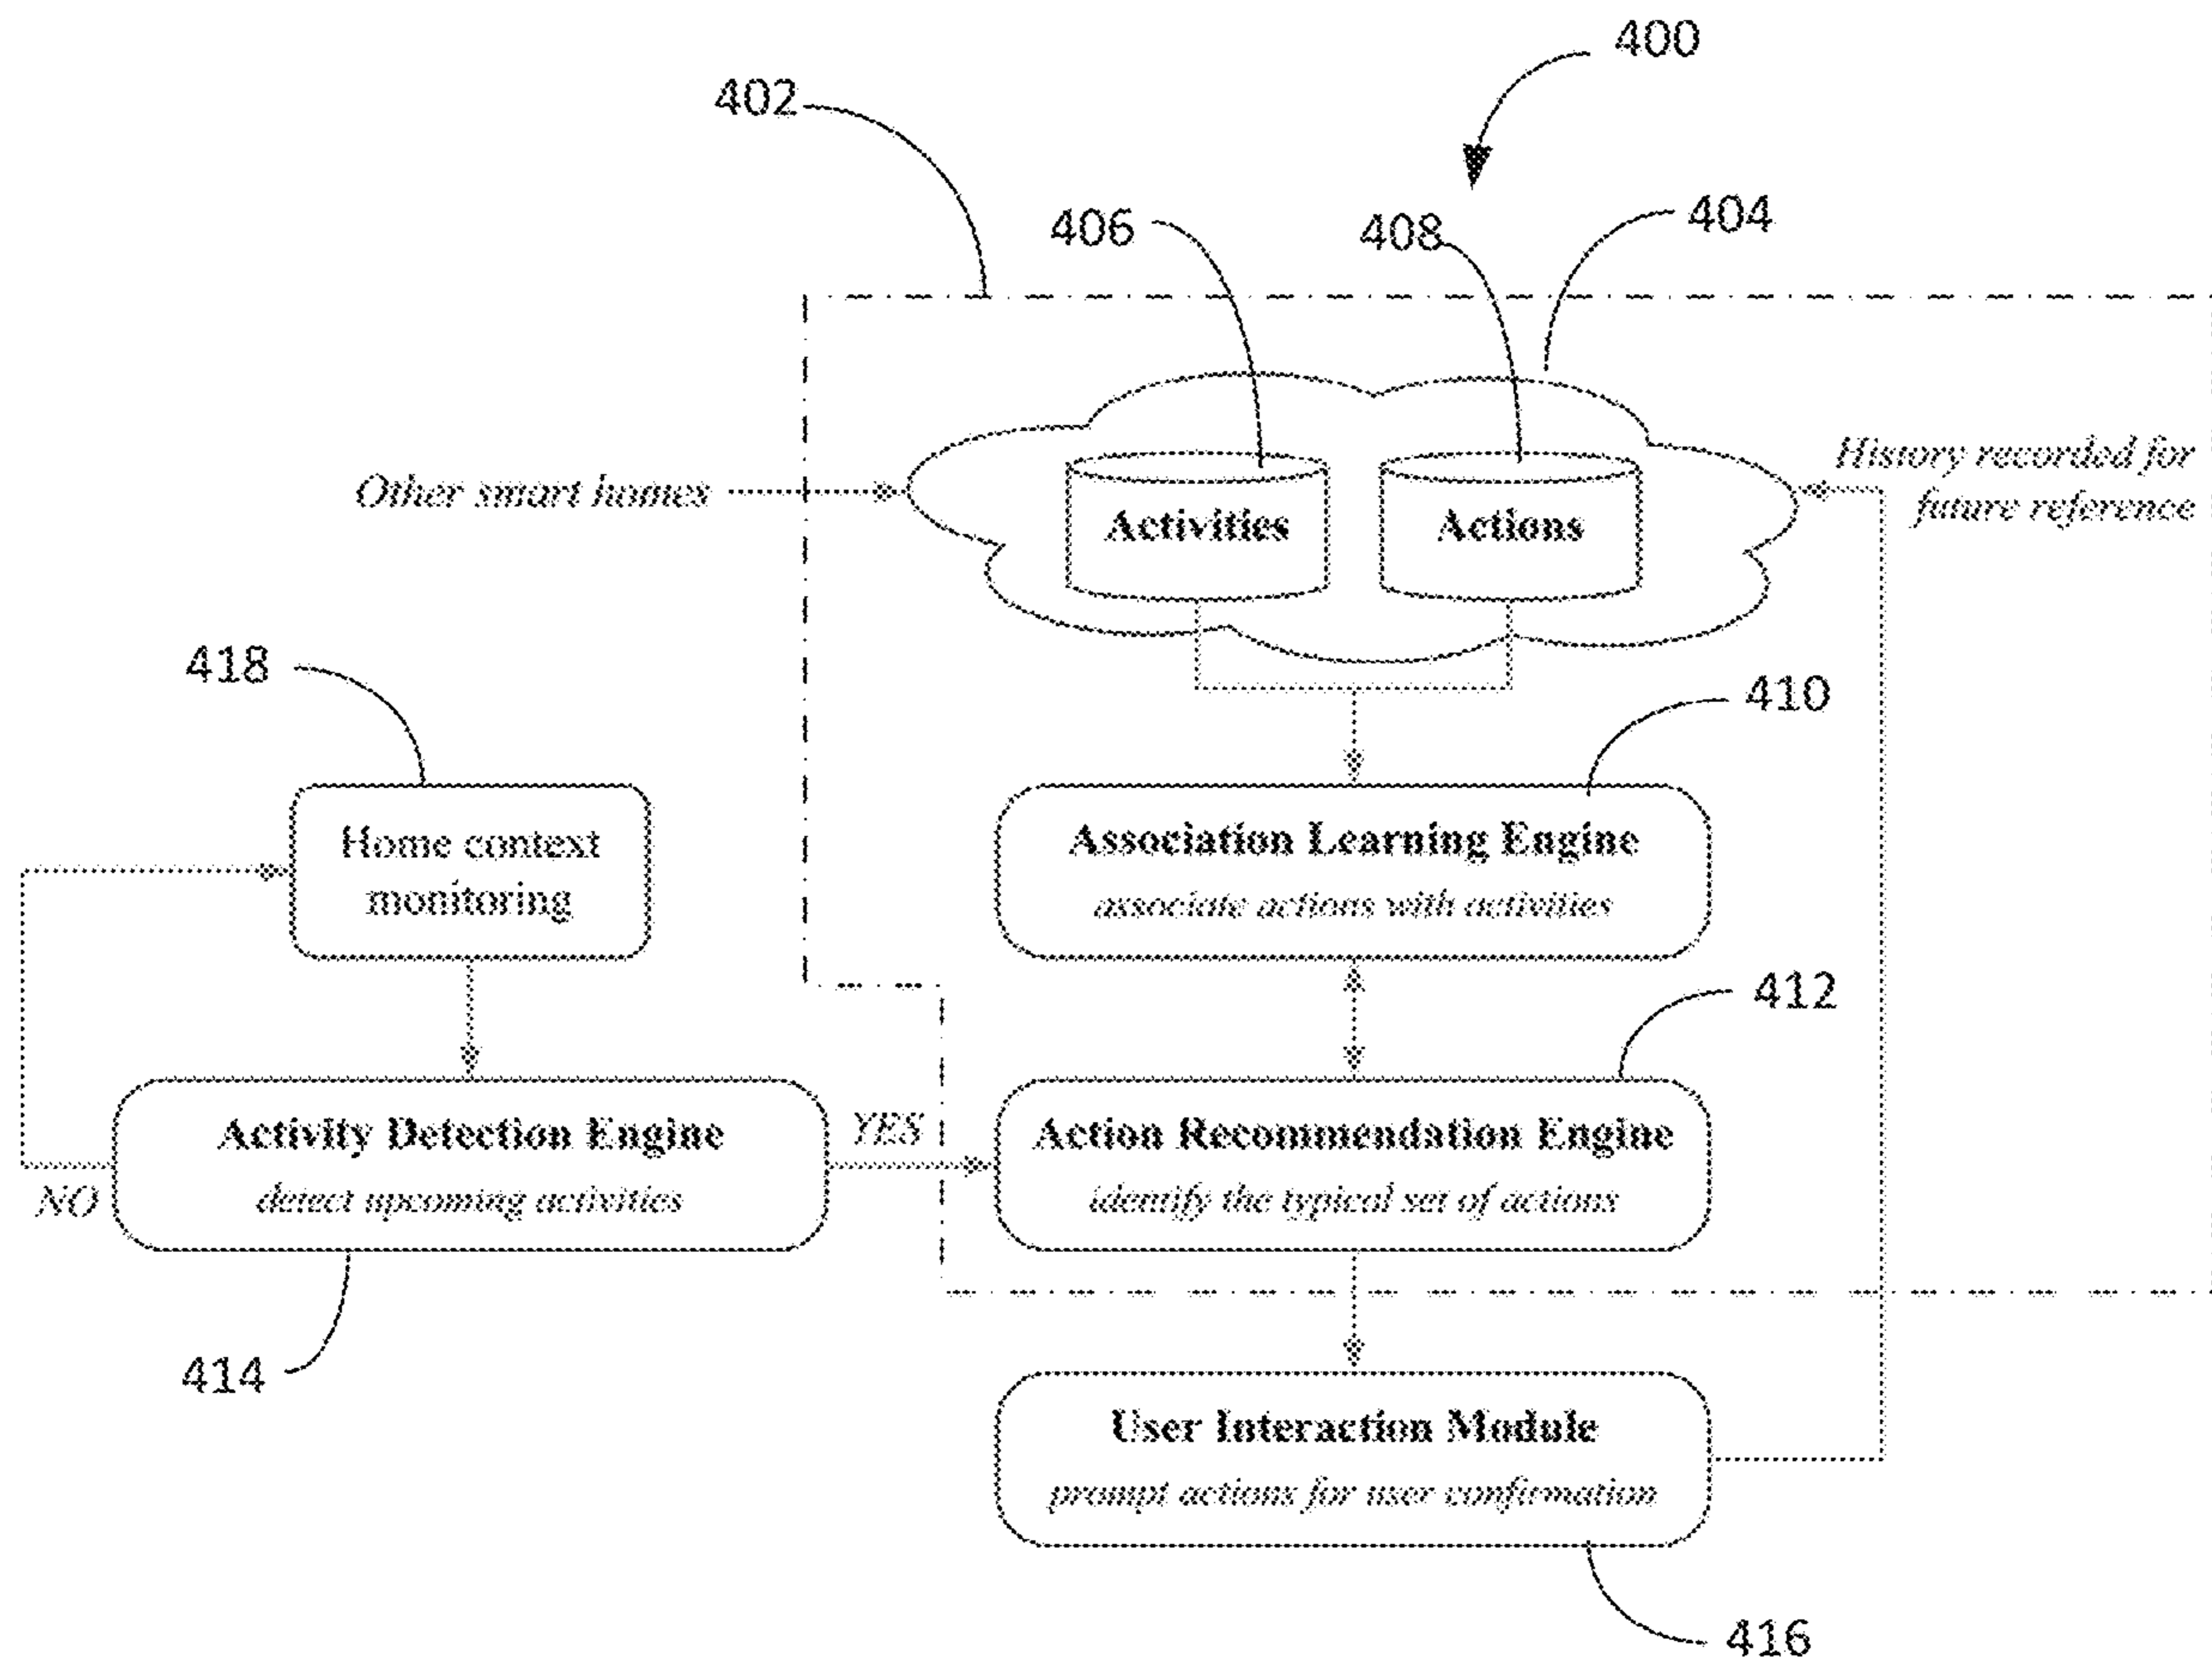 400
402
406
408
404
Other smart homes
History recorded for
future reference
Activities
Actions
418
410
Home context
monitoring
Association Learning Engine
associate actions with activities
412
Activity Detection Engine
detect upcoming activities
YES
NO
Action Recommendation Engine
identify the typical set of actions
414
User Interaction Module
prompt actions for user confirmation
416